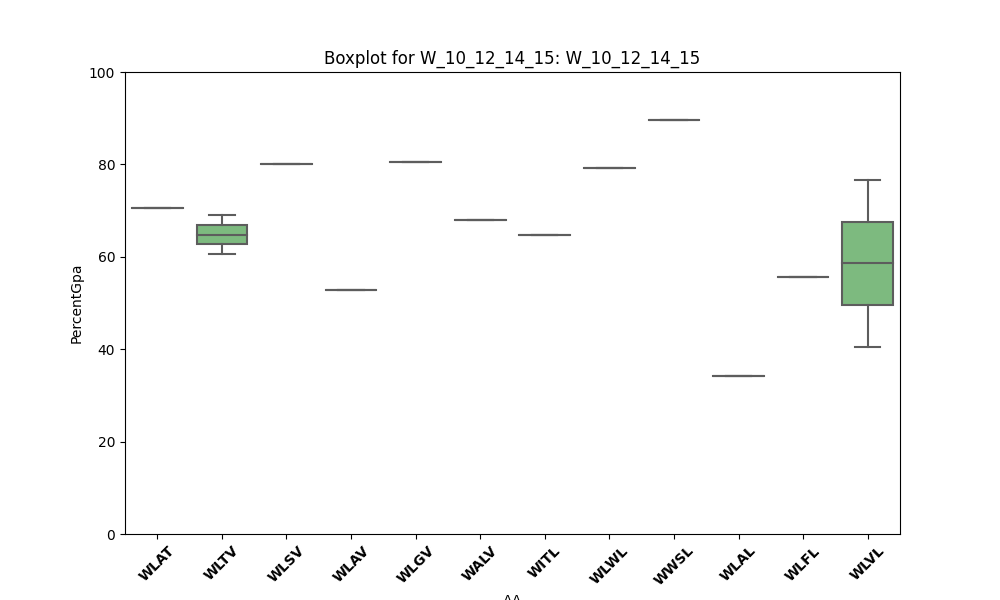 Boxplot for W_10_12_14_15: W_10_12_14_15
PercentGpa
100
80
60
40
20
0
WLAT
WLTV
WLSV
WLAV
WLGV
WALV
WITL
WLWL
WWSL
WLAL
WLFL
WLVL
AA